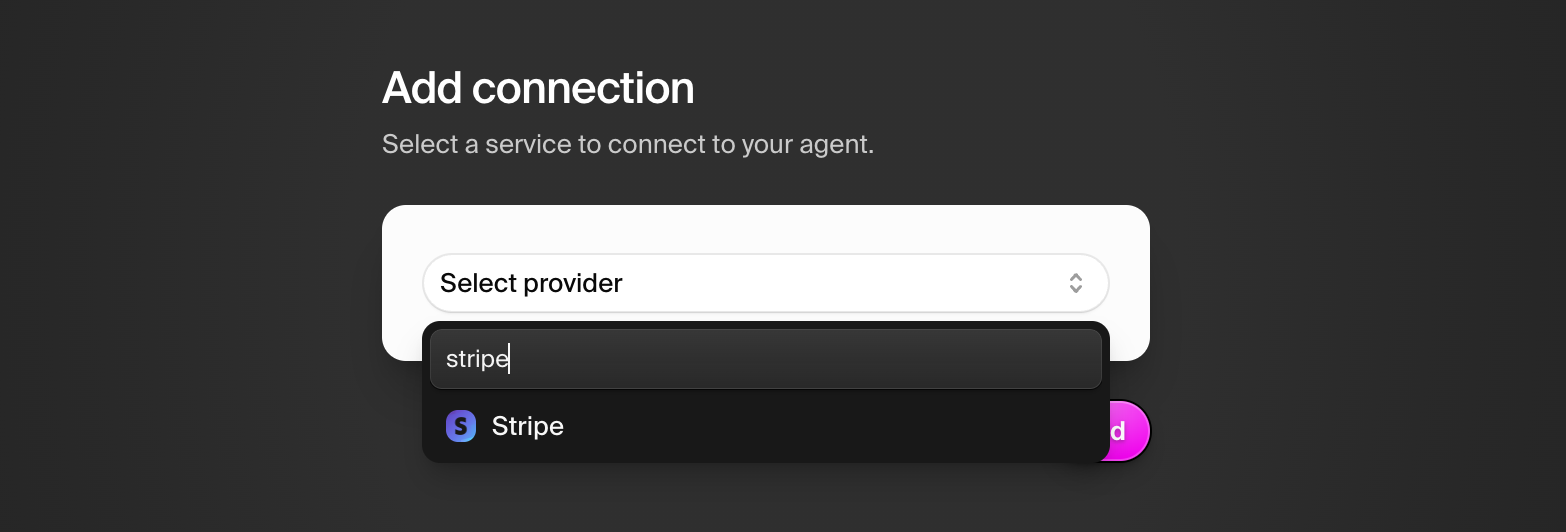 Add connection
Select a service to connect to your agent.
Select provider
stripe
S Stripe
d